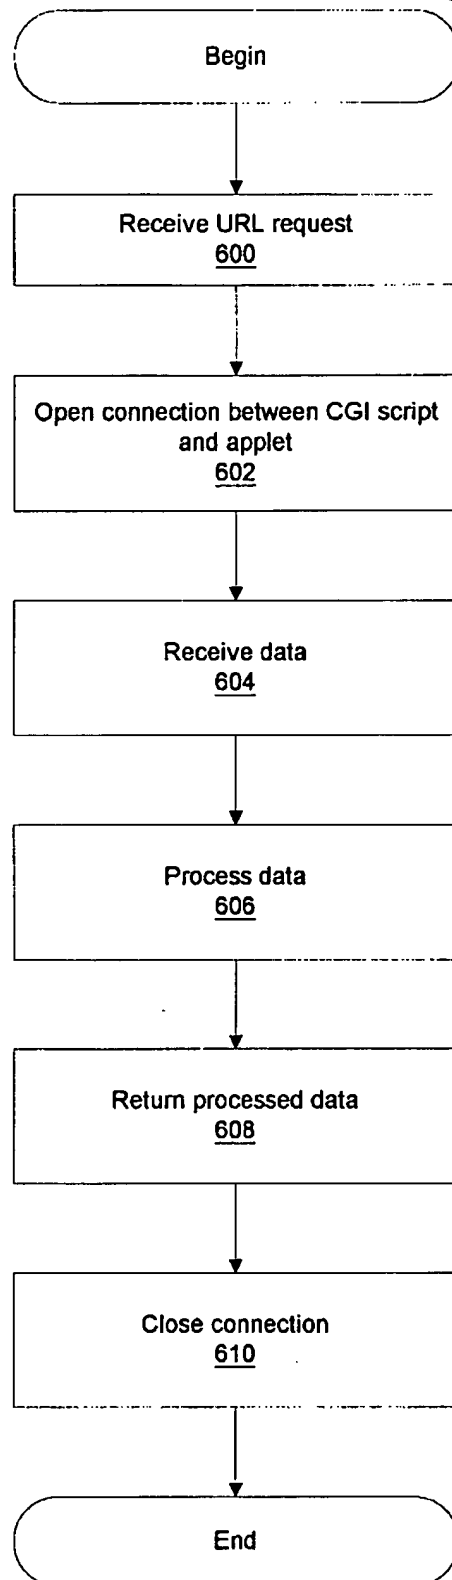 Begin
Receive URL request
600
Open connection between CGI script
and applet
602
Receive data
604
Process data
606
Return processed data
608
Close connection
610
End